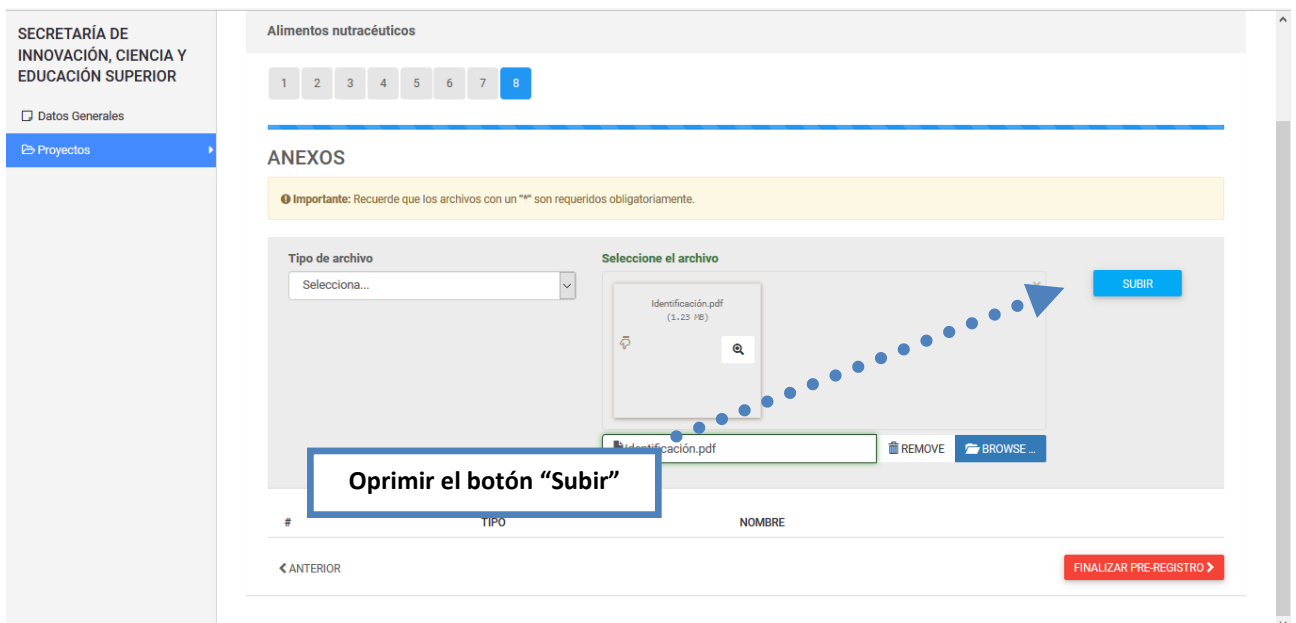 SECRETARÍA DE
INNOVACIÓN, CIENCIA Y
EDUCACIÓN SUPERIOR
Datos Generales
Proyectos
Alimentos nutracéuticos
1 2 3 4 5 6 7 8
ANEXOS
Importante: Recuerde que los archivos con un "*" son requeridos obligatoriamente.
Tipo de archivo
Selecciona...
Seleccione el archivo
Identificación.pdf
(1.23 MB)
SUBIR
Identificación.pdf
REMOVE
BROWSE ...
Oprimir el botón “Subir”
# TIPO NOMBRE
ANTERIOR
FINALIZAR PRE-REGISTRO